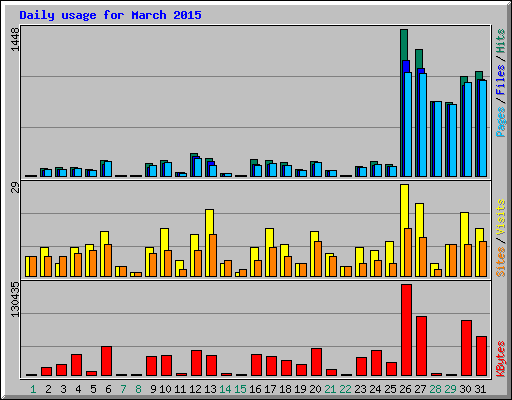 Daily usage for March 2015
1448
Pages / Files / Hits
29
Sites / Visits
130435
KBytes
1 2 3 4 5 6 7 8 9 10 11 12 13 14 15 16 17 18 19 20 21 22 23 24 25 26 27 28 29 30 31